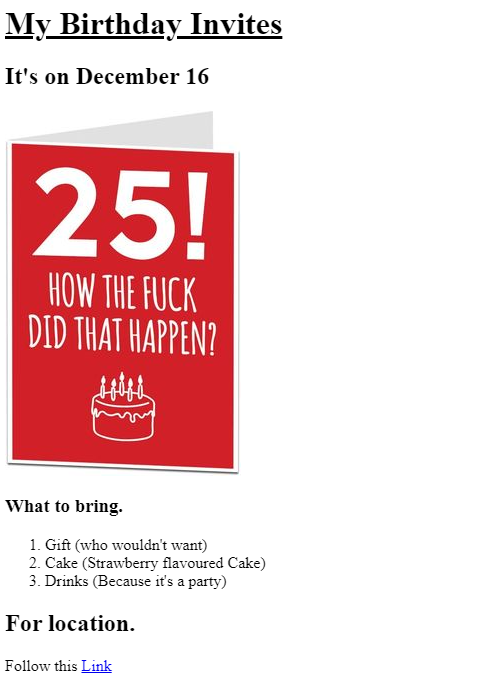 My Birthday Invites
It's on December 16
25!
HOW THE FUCK
DID THAT HAPPEN?
What to bring.
1. Gift (who wouldn't want)
2. Cake (Strawberry flavoured Cake)
3. Drinks (Because it's a party)
For location.
Follow this Link